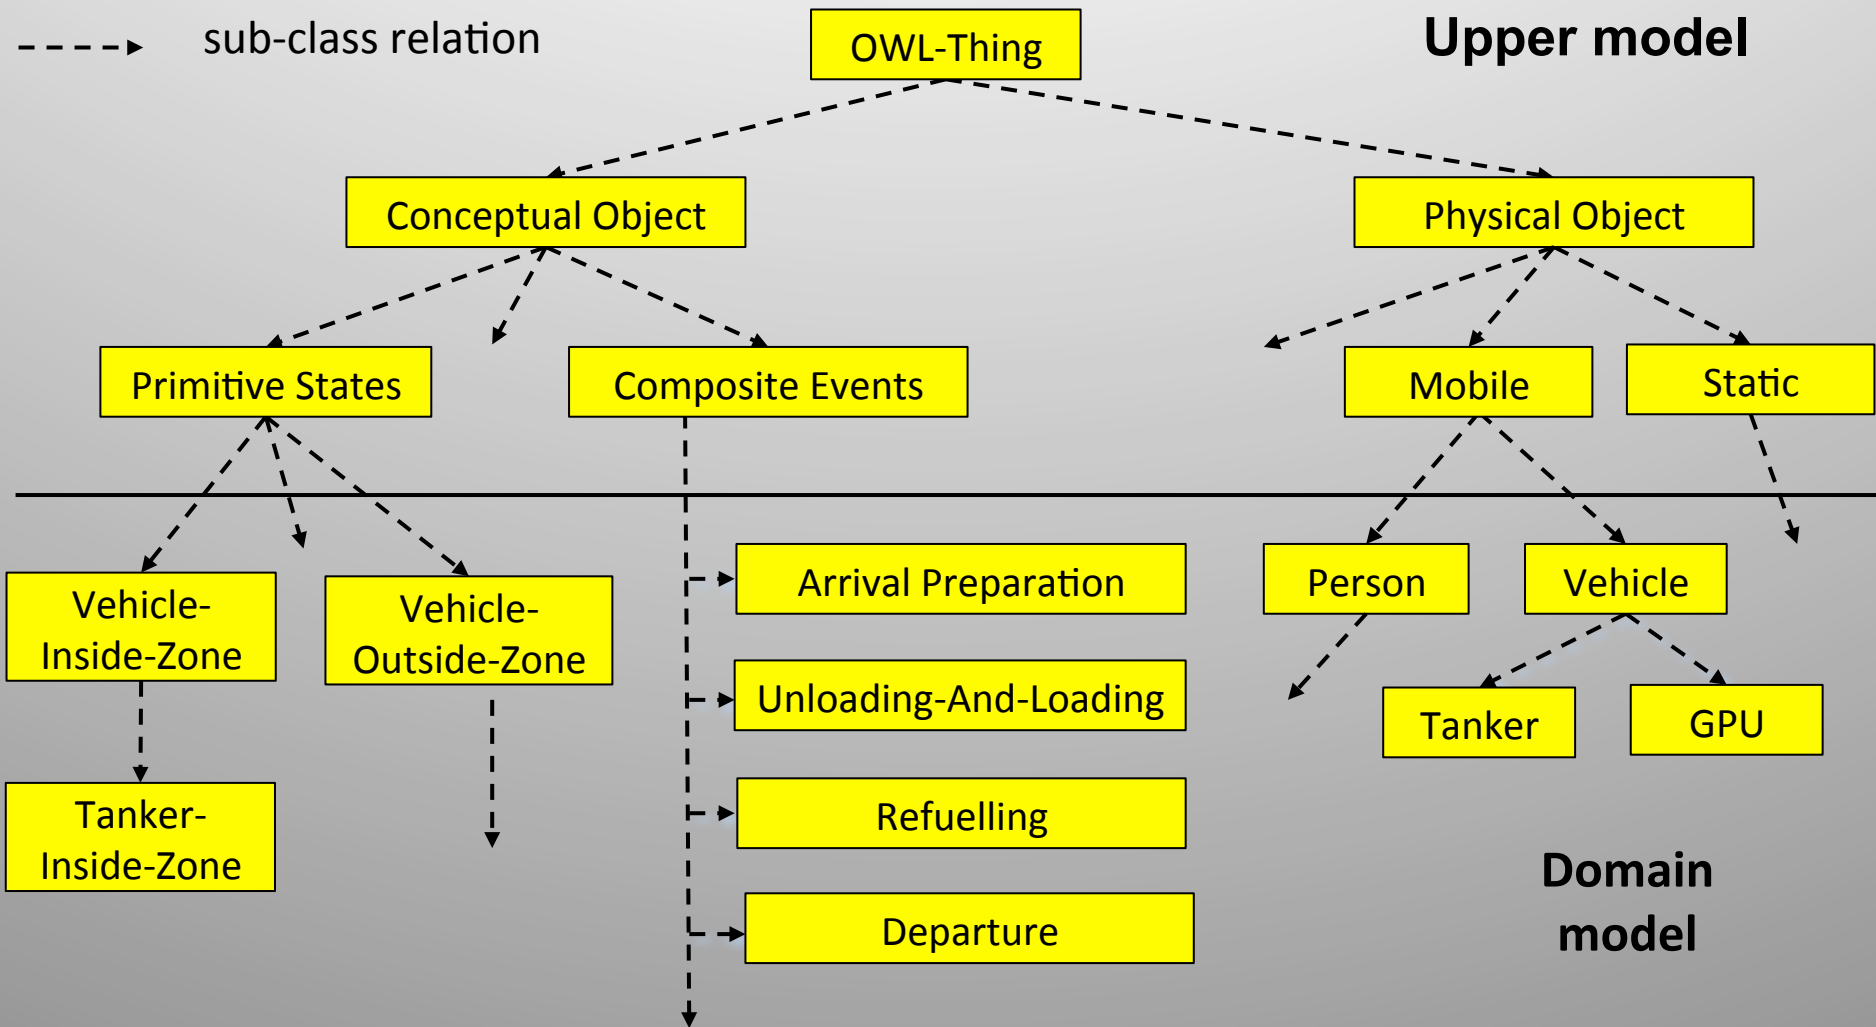 sub-class relation
OWL-Thing
Upper model
Conceptual Object
Physical Object
Primitive States
Composite Events
Mobile
Static
Vehicle-
Inside-Zone
Vehicle-
Outside-Zone
Arrival Preparation
Person
Vehicle
Unloading-And-Loading
Tanker
GPU
Tanker-
Inside-Zone
Refuelling
Departure
Domain
model